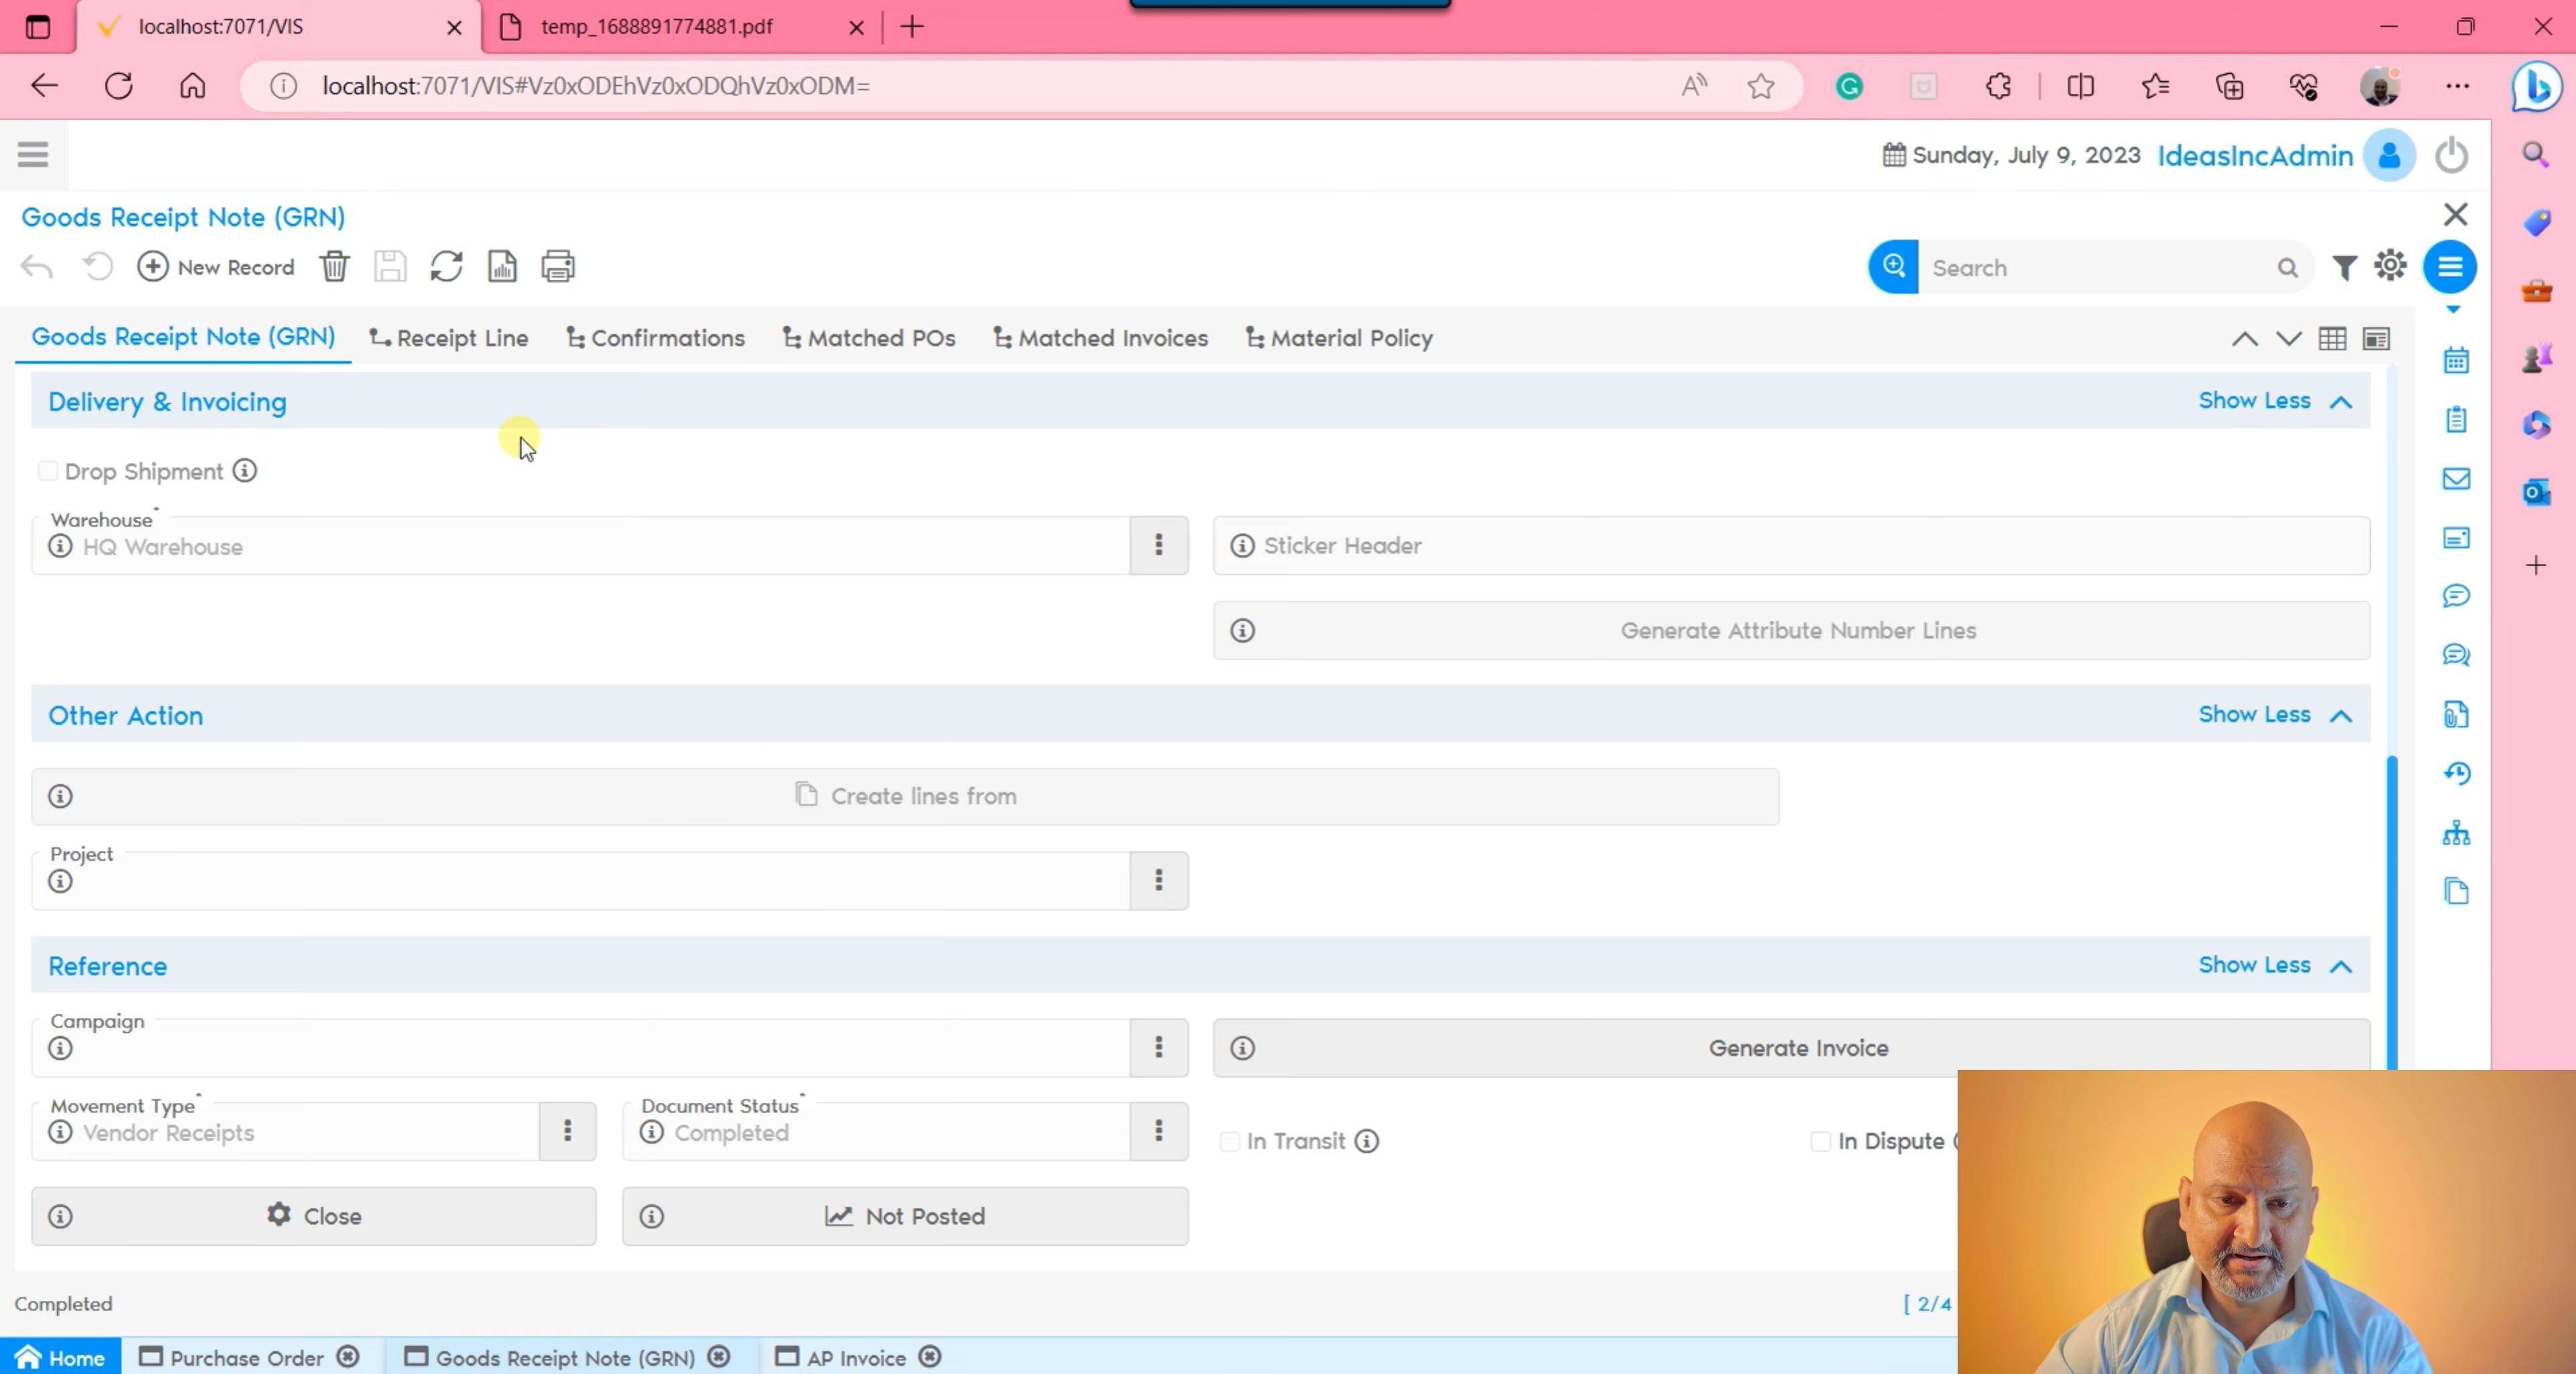 localhost:7071/VIS
temp_1688891774881.pdf
localhost:7071/VIS#Vz0xODEhVz0xODQhVz0xODM=
Sunday, July 9, 2023 IdeasIncAdmin
Goods Receipt Note (GRN)
New Record
Search
Goods Receipt Note (GRN) Receipt Line Confirmations Matched POs Matched Invoices Material Policy
Delivery & Invoicing Show Less
Drop Shipment
Warehouse*
HQ Warehouse
Sticker Header
Generate Attribute Number Lines
Other Action Show Less
Create lines from
Project
Reference Show Less
Campaign
Generate Invoice
Movement Type* Document Status*
Vendor Receipts Completed In Transit In Dispute
Close Not Posted
Completed [ 2/4
Home Purchase Order Goods Receipt Note (GRN) AP Invoice